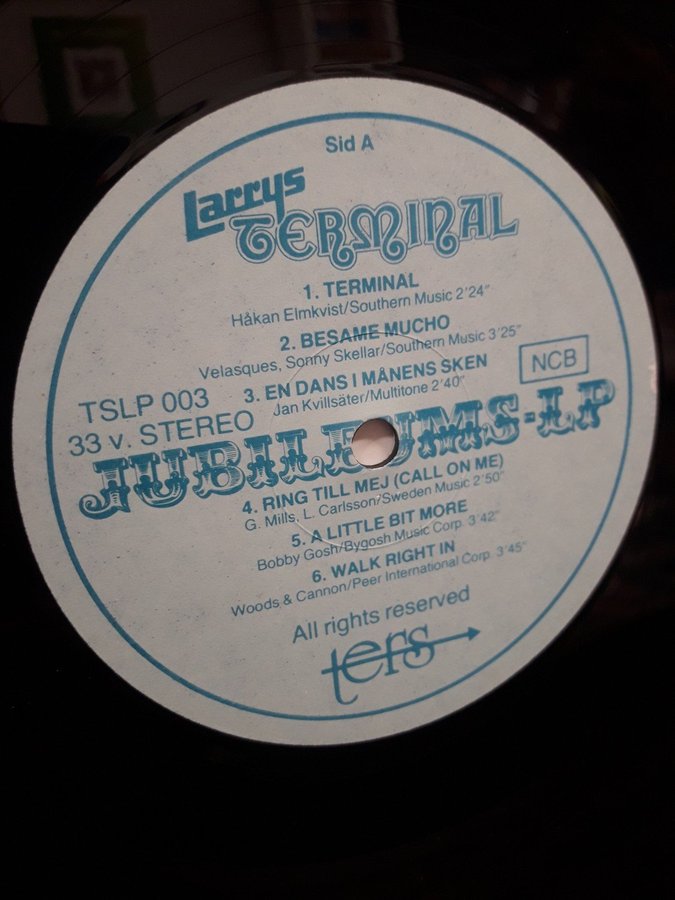 Sid A
Larrys
TERMINAL
1. TERMINAL
Håkan Elmkvist/Southern Music 2'24"
2. BESAME MUCHO
Velasques, Sonny Skellar/Southern Music 3'25"
3. EN DANS I MÅNENS SKEN
Jan Kvillsäter/Multitone 2'40"
NCB
TSLP 003
33 v. STEREO
JUBILEUMS-LP
4. RING TILL MEJ (CALL ON ME)
G. Mills, L. Carlsson/Sweden Music 2'50"
5. A LITTLE BIT MORE
Bobby Gosh/Bygosh Music Corp. 3'42"
6. WALK RIGHT IN
Woods & Cannon/Peer International Corp. 3'45"
All rights reserved
tefs